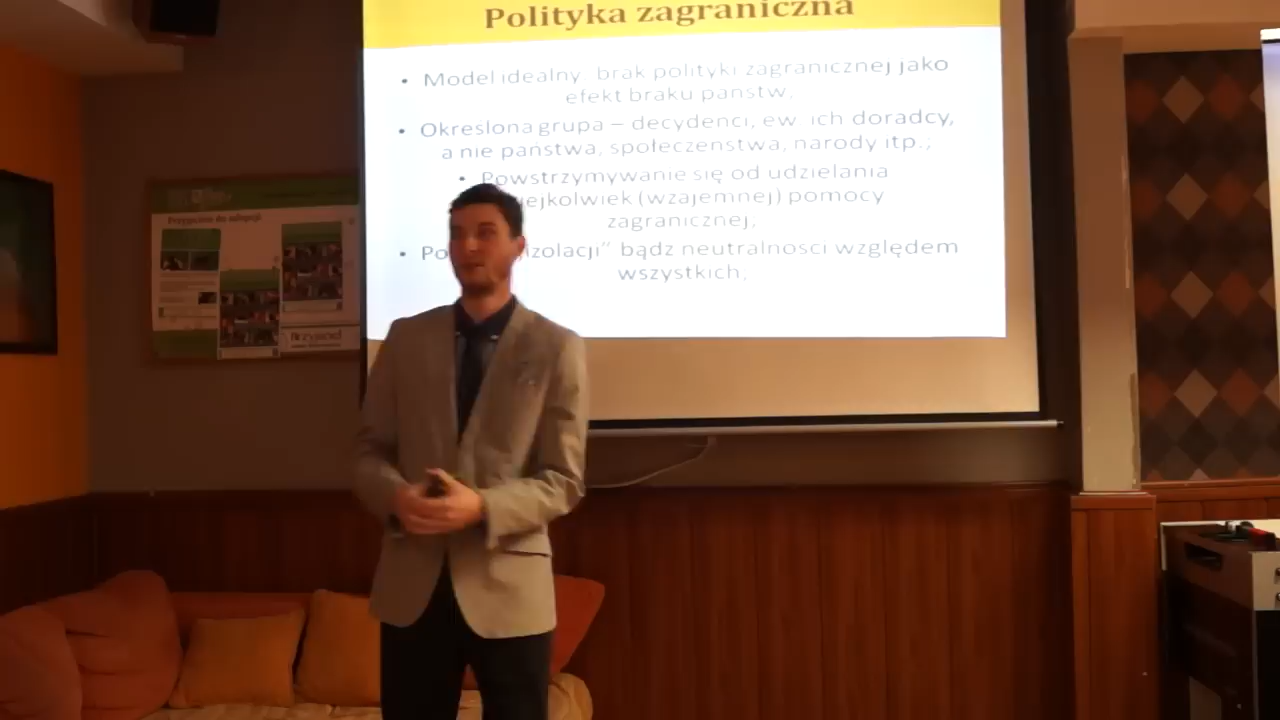 Polityka zagraniczna
• Model idealny brak polityki zagranicznej jako
efekt braku państw,
• Określona grupa – decydenci, ew ich doradcy,
a nie państwa, społeczeństwa, narody itp.;
• Powstrzymywanie się od udzielania
(wzajemnej) pomocy
zagranicznej,
• izolacji" bądź neutralności względem
wszystkich,
Przyjaciel